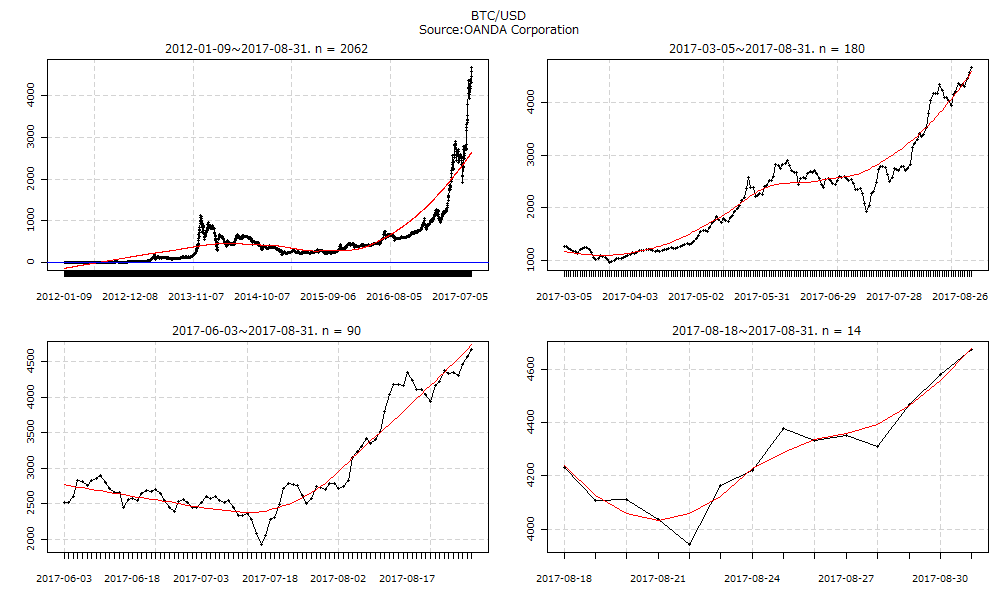 BTC/USD
Source:OANDA Corporation
2012-01-09~2017-08-31. n = 2062
4000
3000
2000
1000
0
2012-01-09 2012-12-08 2013-11-07 2014-10-07 2015-09-06 2016-08-05 2017-07-05
2017-03-05~2017-08-31. n = 180
4000
3000
2000
1000
2017-03-05 2017-04-03 2017-05-02 2017-05-31 2017-06-29 2017-07-28 2017-08-26
2017-06-03~2017-08-31. n = 90
4500
4000
3500
3000
2500
2000
2017-06-03 2017-06-18 2017-07-03 2017-07-18 2017-08-02 2017-08-17
2017-08-18~2017-08-31. n = 14
4600
4400
4200
4000
2017-08-18 2017-08-21 2017-08-24 2017-08-27 2017-08-30